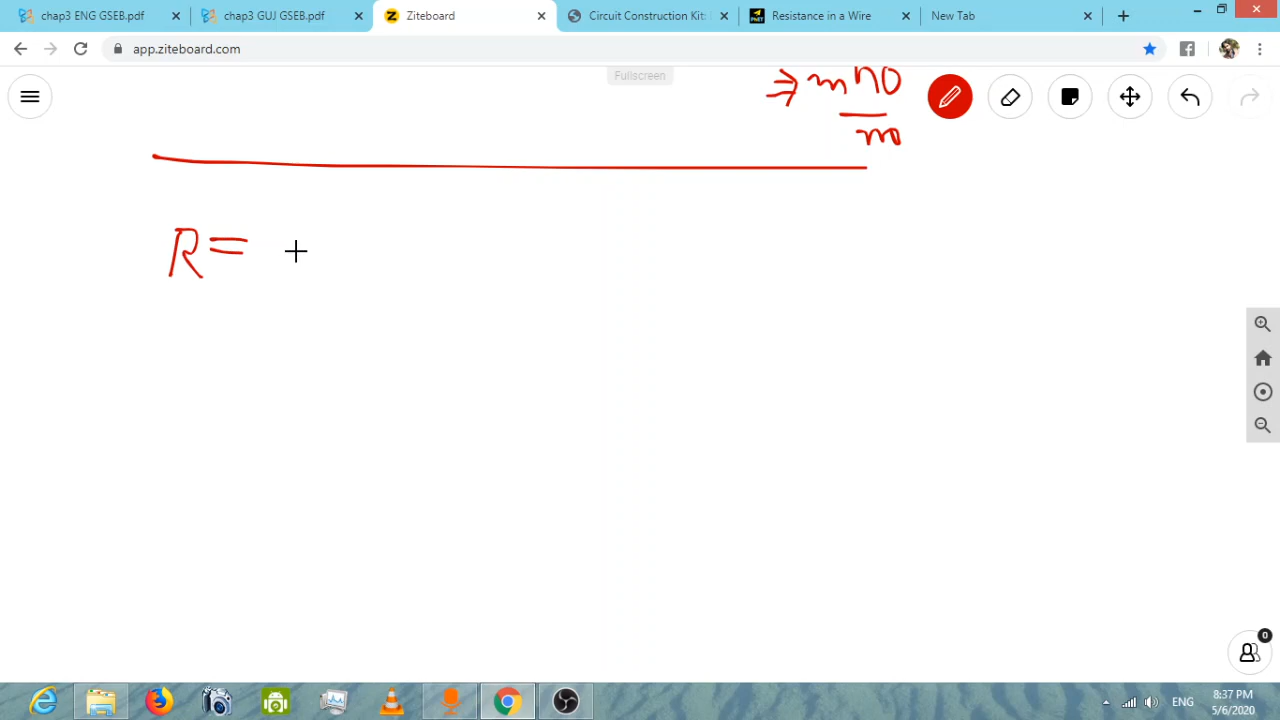 chap3 ENG GSEB.pdf
chap3 GUJ GSEB.pdf
Ziteboard
Circuit Construction Kit:
Resistance in a Wire
New Tab
app.ziteboard.com
Fullscreen
⇒ mho
m
R=
0
ENG
8:37 PM
5/6/2020